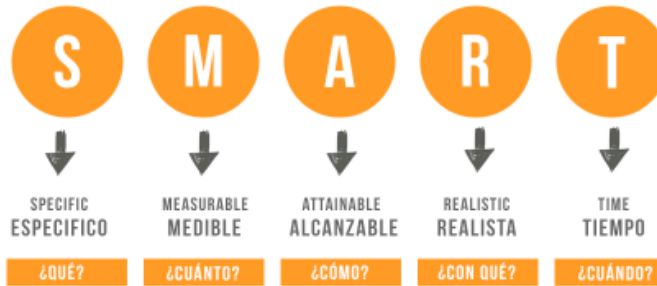 S M A R T
SPECIFIC MEASURABLE ATTAINABLE REALISTIC TIME
ESPECIFICO MEDIBLE ALCANZABLE REALISTA TIEMPO
¿QUÉ? ¿CUÁNTO? ¿CÓMO? ¿CON QUÉ? ¿CUÁNDO?